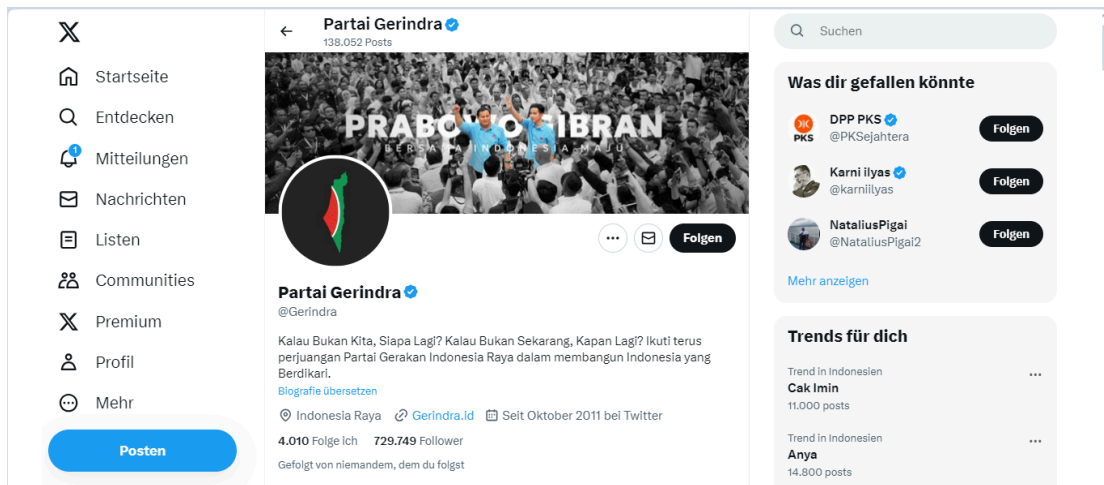 Startseite
Entdecken
1
Mitteilungen
Nachrichten
Listen
Communities
Premium
Profil
Mehr
Posten
Partai Gerindra
138.052 Posts
PRABOWO GIBRAN
BERSAMA INDONESIA MAJU
Folgen
Partai Gerindra
@Gerindra
Kalau Bukan Kita, Siapa Lagi? Kalau Bukan Sekarang, Kapan Lagi? Ikuti terus
perjuangan Partai Gerakan Indonesia Raya dalam membangun Indonesia yang
Berdikari.
Biografie übersetzen
Indonesia Raya Gerindra.id Seit Oktober 2011 bei Twitter
4.010 Folge ich 729.749 Follower
Gefolgt von niemandem, dem du folgst
Suchen
Was dir gefallen könnte
PKS
DPP PKS
@PKSejahtera
Folgen
Karni ilyas
@karniilyas
Folgen
NataliusPigai
@NataliusPigai2
Folgen
Mehr anzeigen
Trends für dich
Trend in Indonesien
Cak Imin
11.000 posts
Trend in Indonesien
Anya
14.800 posts